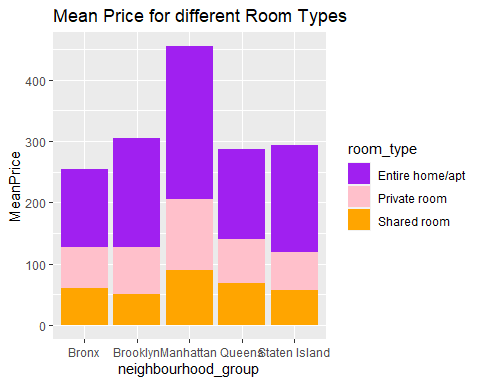 Mean Price for different Room Types
MeanPrice
400
300
200
100
0
Bronx Brooklyn Manhattan Queens Staten Island
neighbourhood_group
room_type
Entire home/apt
Private room
Shared room